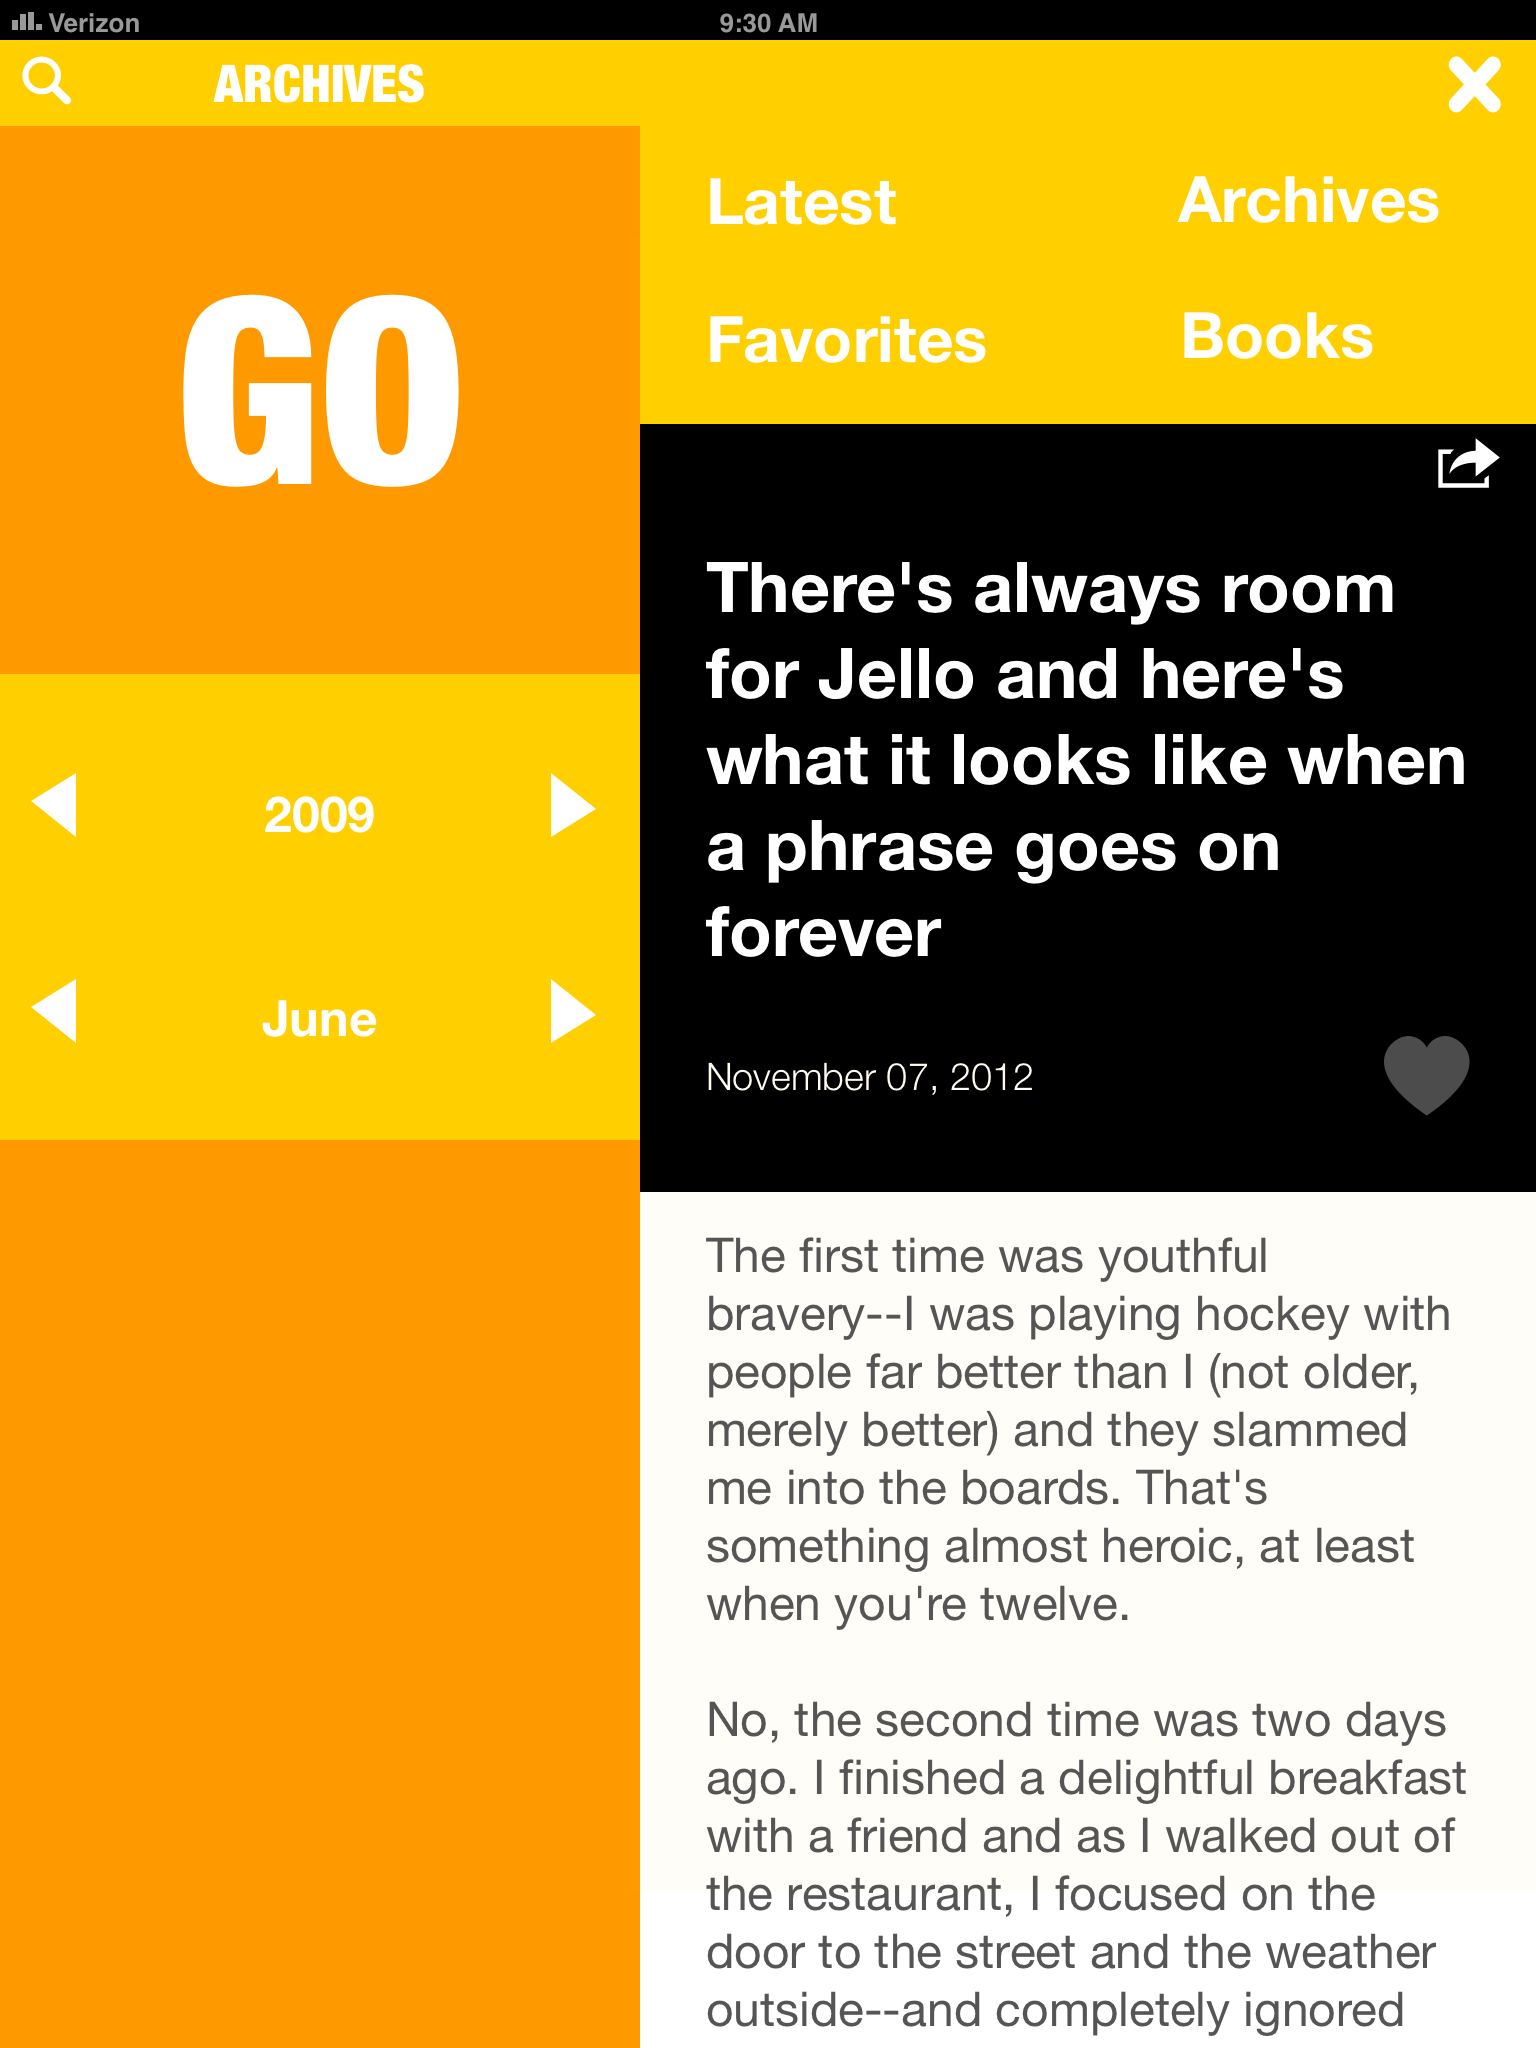 Verizon
9:30 AM
ARCHIVES
GO
2009
June
Latest
Archives
Favorites
Books
There's always room
for Jello and here's
what it looks like when
a phrase goes on
forever
November 07, 2012
The first time was youthful
bravery--I was playing hockey with
people far better than I (not older,
merely better) and they slammed
me into the boards. That's
something almost heroic, at least
when you're twelve.
No, the second time was two days
ago. I finished a delightful breakfast
with a friend and as I walked out of
the restaurant, I focused on the
door to the street and the weather
outside--and completely ignored